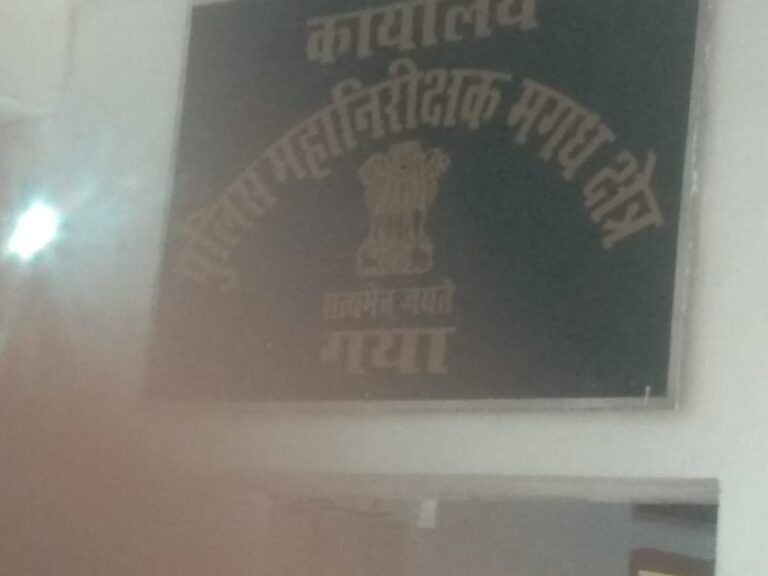 कार्यालय
पुलिस महानिरीक्षक मगध क्षेत्र
सत्यमेव जयते
गया